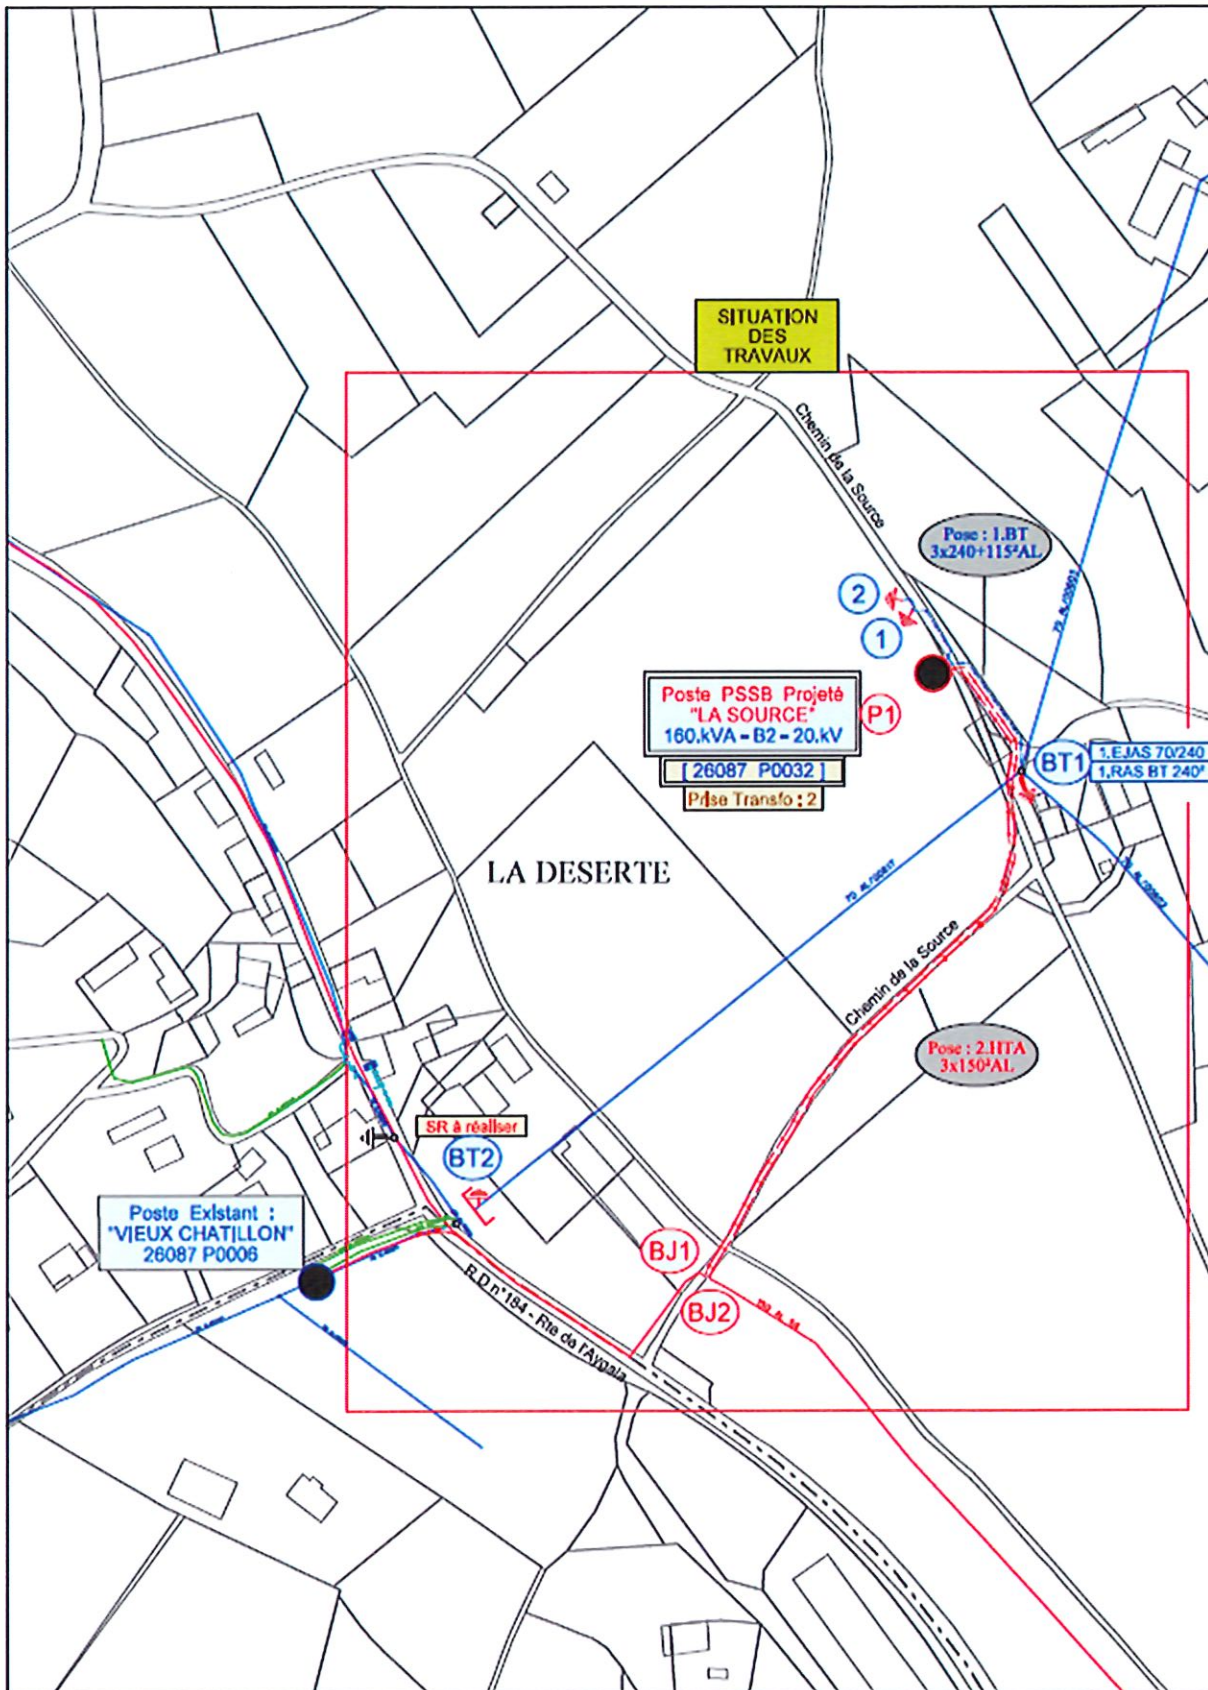 SITUATION
DES
TRAVAUX
Chemin de la Source
Pose : 1.BT
3x240+115²AL
2
1
Poste PSSB Projeté
"LA SOURCE"
160.kVA - B2 - 20.kV
P1
[ 26087 P0032 ]
Prise Transfo : 2
BT1
1.EJAS 70/240
1.RAS BT 240²
LA DESERTE
Chemin de la Source
Pose : 2.HTA
3x150²AL
SR à réaliser
BT2
Poste Existant :
"VIEUX CHATILLON"
26087 P0006
BJ1
BJ2
R.D n°184 - Rte de l'Aygala